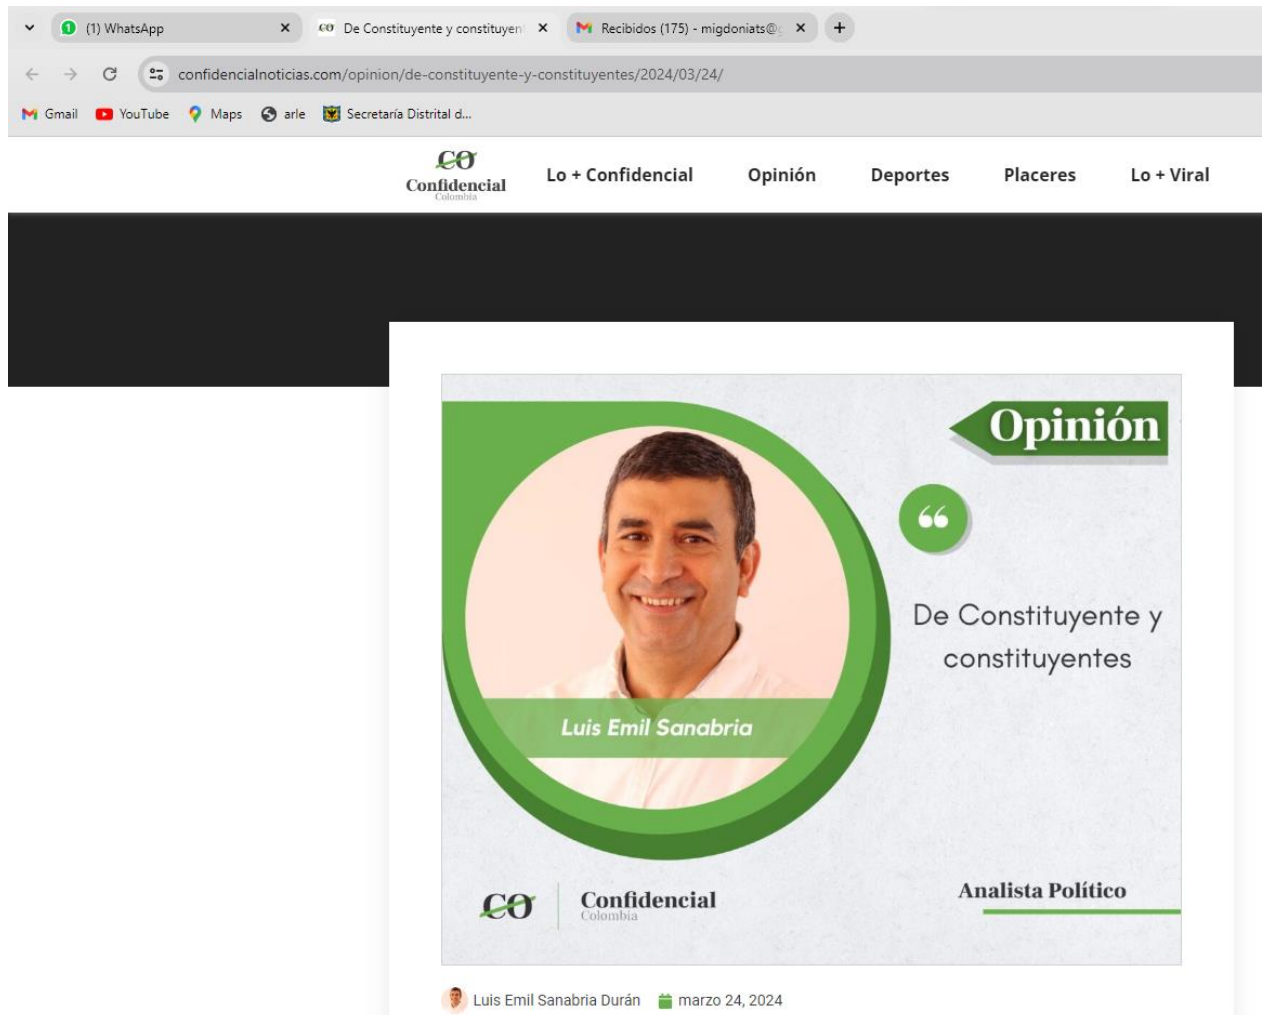 1 (1) WhatsApp
De Constituyente y constituyen
Recibidos (175) - migdoniats@g
confidencialnoticias.com/opinion/de-constituyente-y-constituyentes/2024/03/24/
Gmail YouTube Maps arle Secretaría Distrital d...
CO
Confidencial
Colombia
Lo + Confidencial Opinión Deportes Placeres Lo + Viral
Opinión
De Constituyente y
constituyentes
Luis Emil Sanabria
CO Confidencial
Colombia
Analista Político
Luis Emil Sanabria Durán marzo 24, 2024